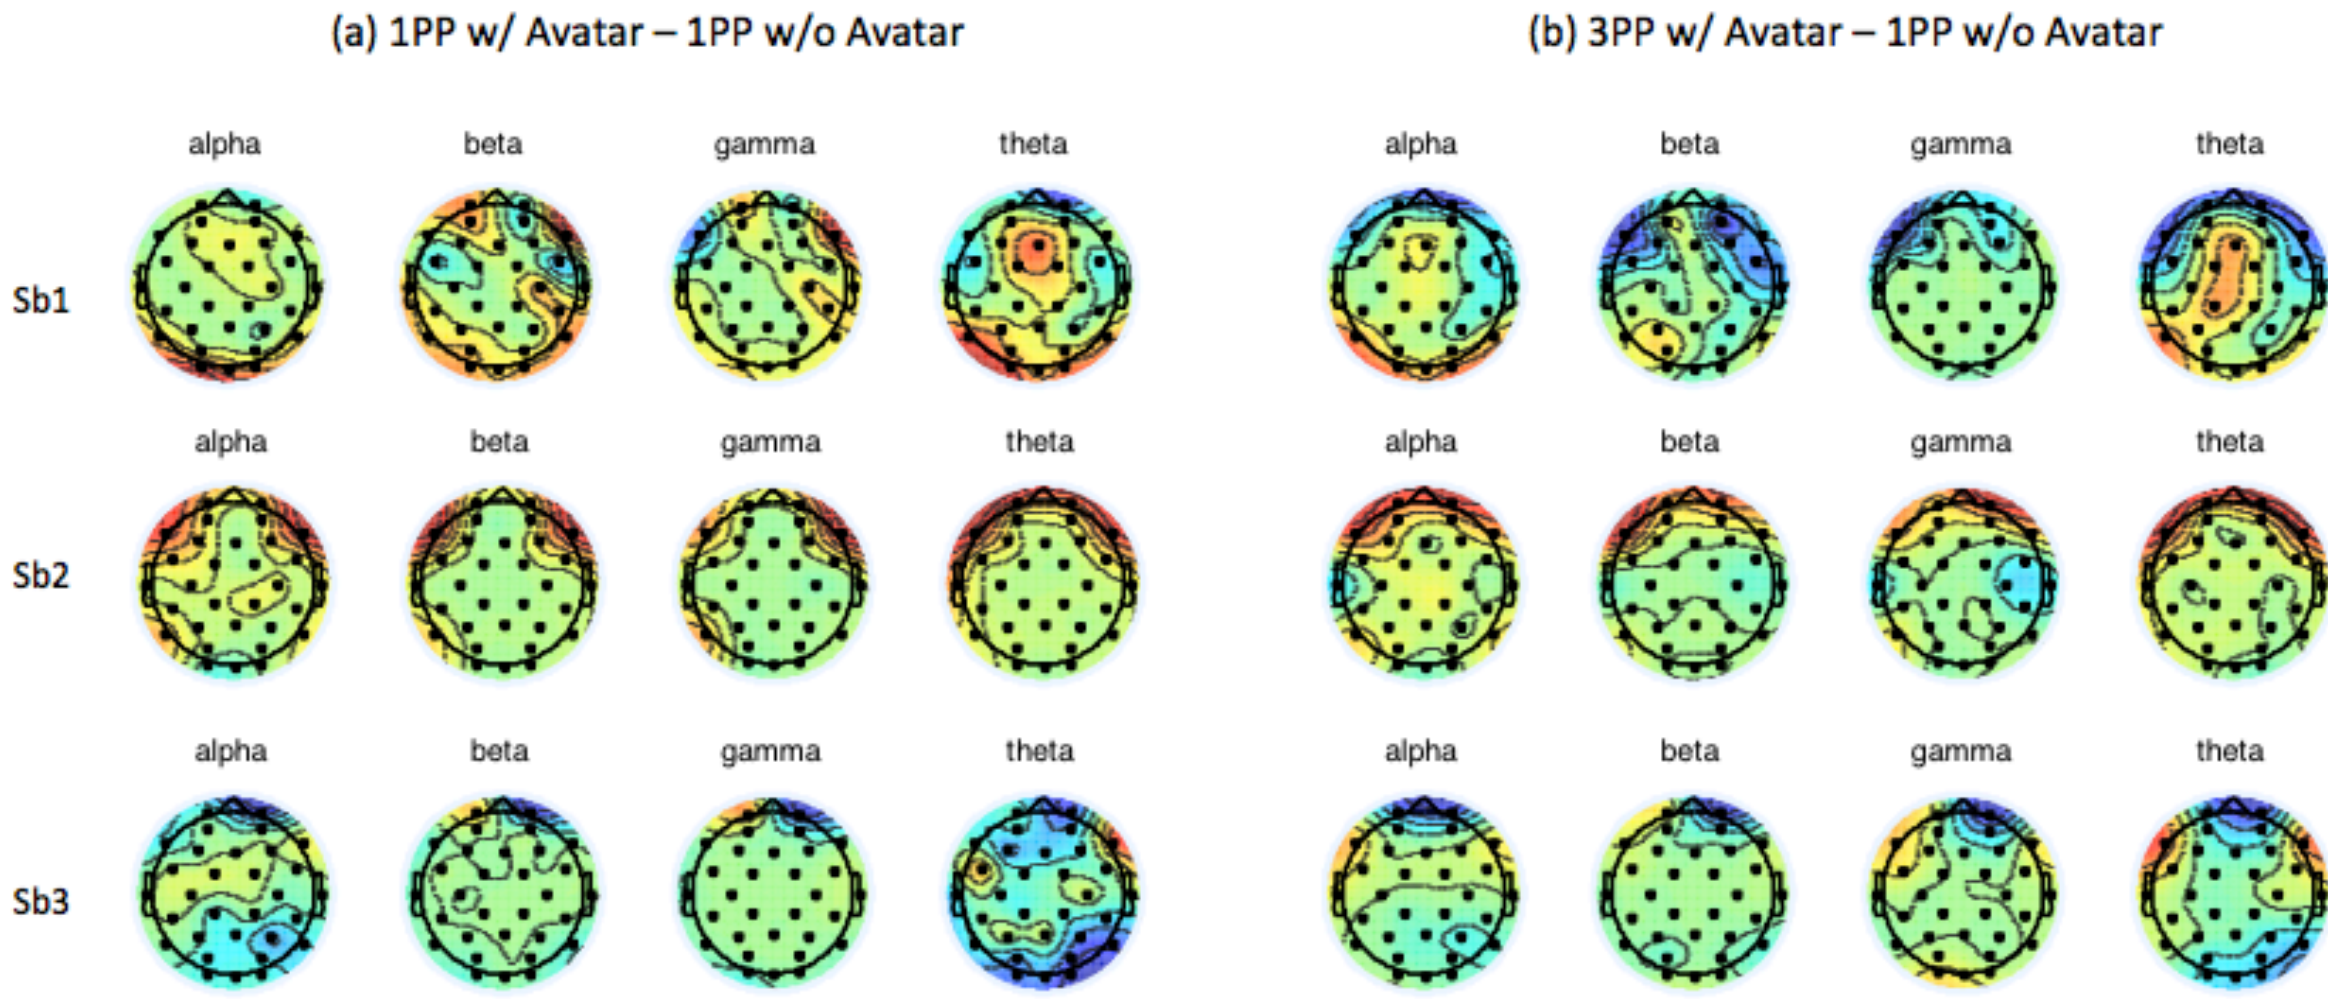 (a) 1PP w/ Avatar – 1PP w/o Avatar
(b) 3PP w/ Avatar – 1PP w/o Avatar
alpha beta gamma theta alpha beta gamma theta
Sb1
alpha beta gamma theta alpha beta gamma theta
Sb2
alpha beta gamma theta alpha beta gamma theta
Sb3